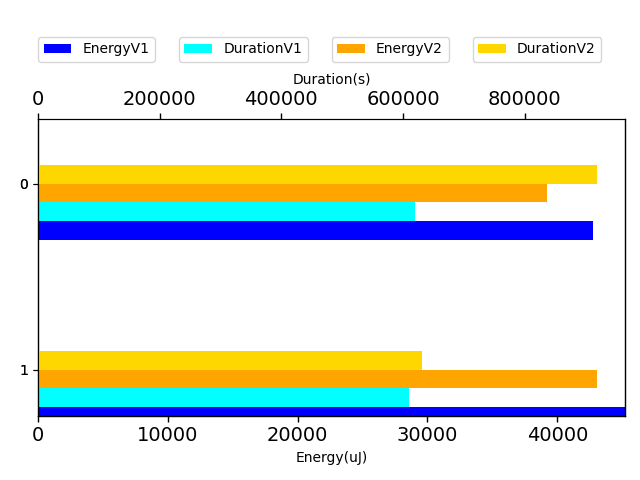 EnergyV1 DurationV1 EnergyV2 DurationV2
Duration(s)
0 200000 400000 600000 800000
0
1
0 10000 20000 30000 40000
Energy(uJ)